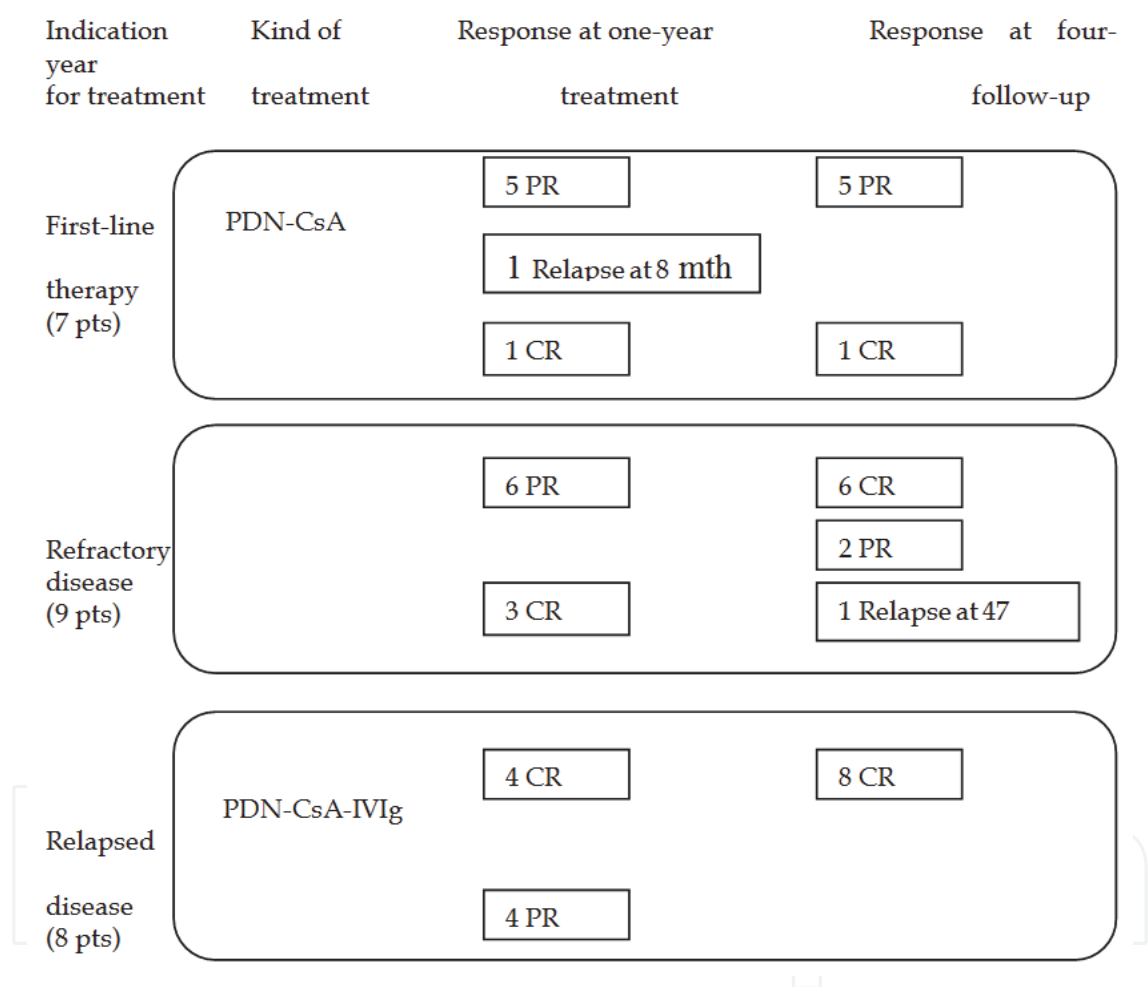 Indication Kind of Response at one-year Response at four-
year
for treatment treatment treatment follow-up
5 PR 5 PR
First-line PDN-CsA
1 Relapse at 8 mth
therapy
(7 pts)
1 CR 1 CR
6 PR 6 CR
Refractory 2 PR
disease
(9 pts) 3 CR 1 Relapse at 47
4 CR 8 CR
PDN-CsA-IVIg
Relapsed
disease 4 PR
(8 pts)